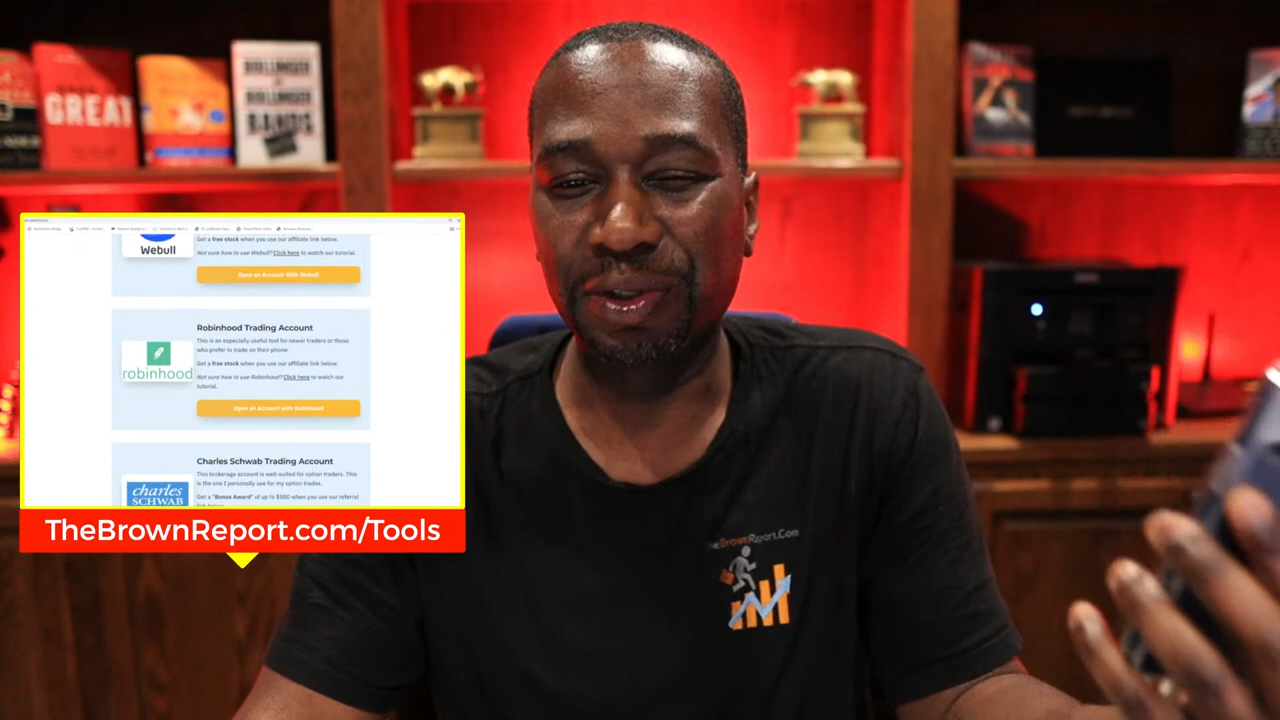 GREAT
BOLLINGER
BOLLINGER
BANDS
Webull
Get a free stock when you use our affiliate link below.
Not sure how to use Webull? Click here to watch our tutorial.
Open an Account With Webull
Robinhood Trading Account
This is an especially useful tool for newer traders or those
who prefer to trade on their phone.
robinhood
Get a free stock when you use our affiliate link below.
Not sure how to use Robinhood? Click here to watch our
tutorial.
Open an Account with Robinhood
Charles Schwab Trading Account
This brokerage account is well-suited for option traders. This
is the one I personally use for my option trades.
charles
SCHWAB
Get a "Bonus Award" of up to $500 when you use our referral
TheBrownReport.com/Tools
TheBrownReport.Com